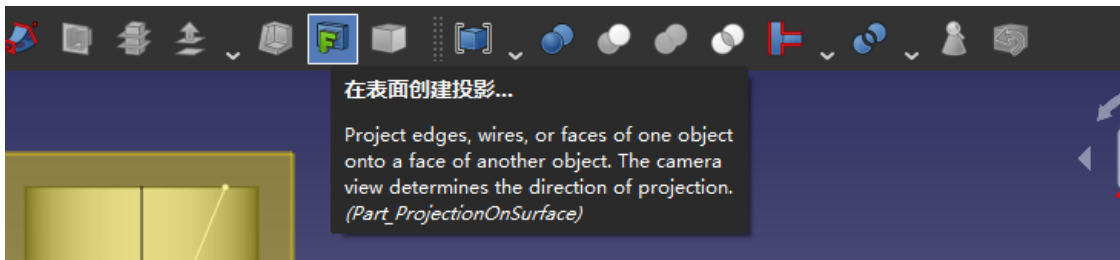 在表面创建投影...
Project edges, wires, or faces of one object
onto a face of another object. The camera
view determines the direction of projection.
(Part_ProjectionOnSurface)